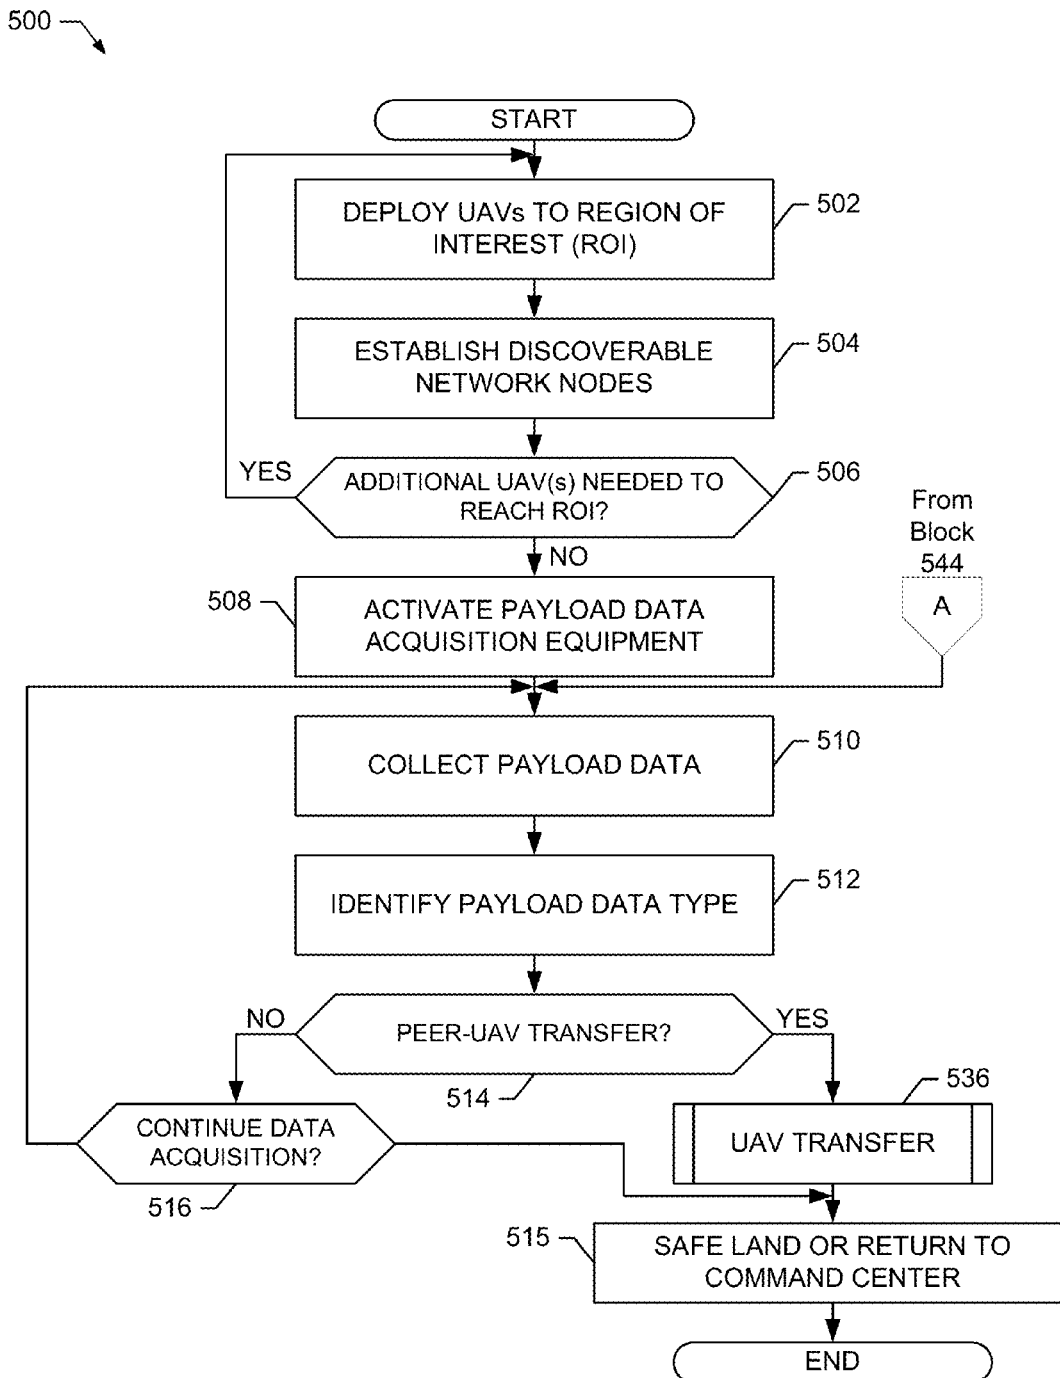 500
START
DEPLOY UAVs TO REGION OF
INTEREST (ROI)
502
ESTABLISH DISCOVERABLE
NETWORK NODES
504
YES
ADDITIONAL UAV(s) NEEDED TO
REACH ROI?
506
NO
From
Block
544
A
508
ACTIVATE PAYLOAD DATA
ACQUISITION EQUIPMENT
COLLECT PAYLOAD DATA
510
IDENTIFY PAYLOAD DATA TYPE
512
NO
PEER-UAV TRANSFER?
YES
514
536
CONTINUE DATA
ACQUISITION?
516
UAV TRANSFER
515
SAFE LAND OR RETURN TO
COMMAND CENTER
END